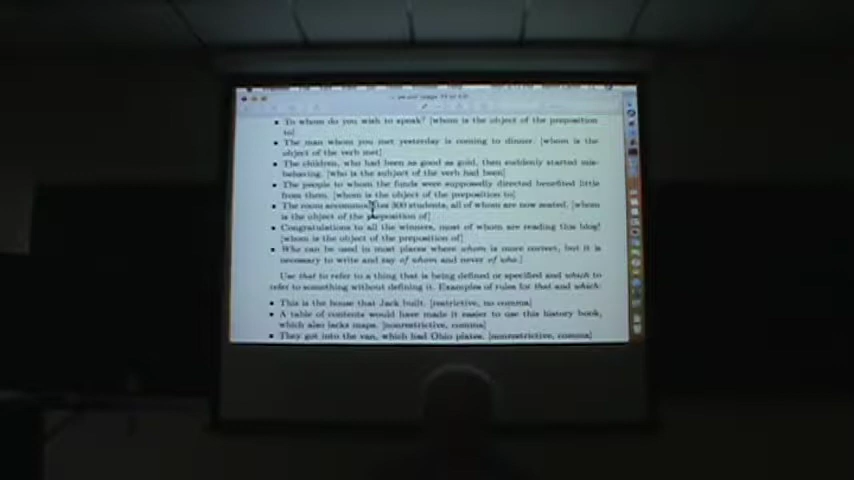 • To whom do you wish to speak? [whom is the object of the preposition
to]
• The man whom you met yesterday is coming to dinner. [whom is the
object of the verb met]
• The children, who had been as good as gold, then suddenly started mis-
behaving. [who is the subject of the verb had been]
• The people to whom the funds were supposedly directed benefited little
from them. [whom is the object of the preposition to]
• The room accommodates 300 students, all of whom are now seated. [whom
is the object of the preposition of]
• Congratulations to all the winners, most of whom are reading this blog!
[whom is the object of the preposition of]
• Who can be used in most places where whom is more correct, but it is
necessary to write and say of whom and never of who.]
Use that to refer to a thing that is being defined or specified and which to
refer to something without defining it. Examples of rules for that and which:
• This is the house that Jack built. [restrictive, no comma]
• A table of contents would have made it easier to use this history book,
which also lacks maps. [nonrestrictive, comma]
• They got into the van, which had Ohio plates. [nonrestrictive, comma]